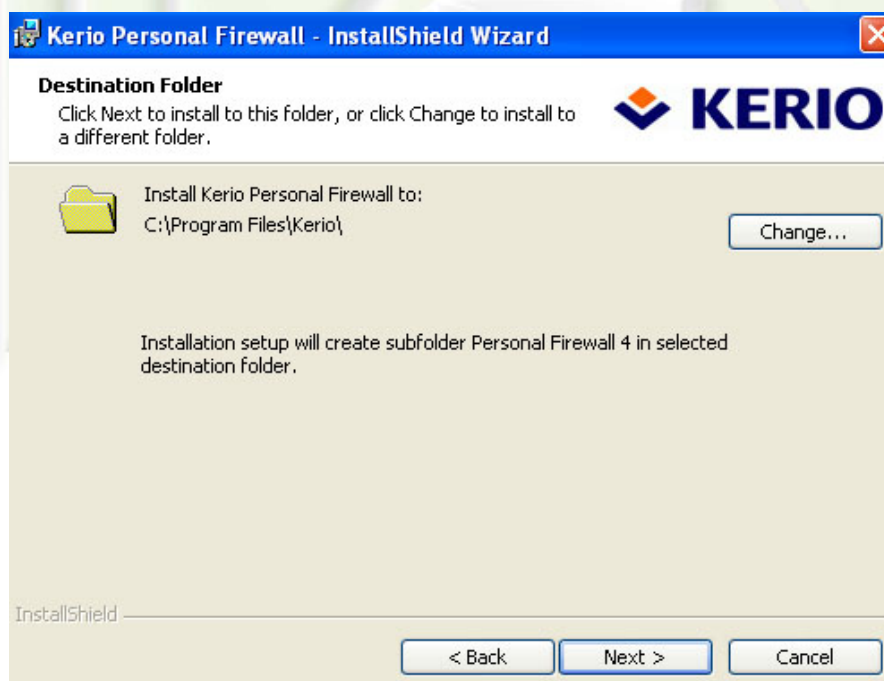 Kerio Personal Firewall - InstallShield Wizard
Destination Folder
Click Next to install to this folder, or click Change to install to
a different folder.
KERIO
Install Kerio Personal Firewall to:
C:\Program Files\Kerio\
Change...
Installation setup will create subfolder Personal Firewall 4 in selected
destination folder.
InstallShield
< Back Next > Cancel